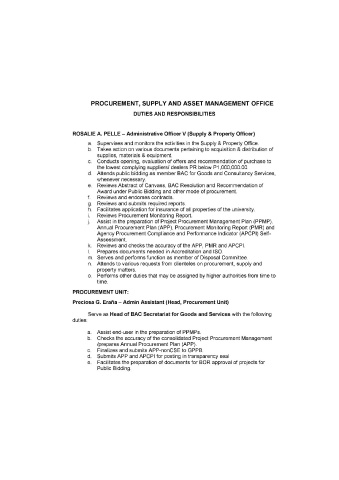 PROCUREMENT, SUPPLY AND ASSET MANAGEMENT OFFICE
DUTIES AND RESPONSIBILITIES
ROSALIE A. PELLE – Administrative Officer V (Supply & Property Officer)
a. Supervises and monitors the activities in the Supply & Property Office.
b. Takes action on various documents pertaining to acquisition & distribution of
supplies, materials & equipment.
c. Conducts opening, evaluation of offers and recommendation of purchase to
the lowest complying suppliers/ dealers PR below P1,000,000.00.
d. Attends public bidding as member BAC for Goods and Consultancy Services,
whenever necessary.
e. Reviews Abstract of Canvass, BAC Resolution and Recommendation of
Award under Public Bidding and other mode of procurement.
f. Reviews and endorses contracts.
g. Reviews and submits required reports.
h. Facilitates application for insurance of all properties of the university.
i. Reviews Procurement Monitoring Report.
j. Assist in the preparation of Project Procurement Management Plan (PPMP),
Annual Procurement Plan (APP), Procurement Monitoring Report (PMR) and
Agency Procurement Compliance and Performance Indicator (APCPI) Self-
Assessment.
k. Reviews and checks the accuracy of the APP, PMR and APCPI.
l. Prepares documents needed in Accreditation and ISO
m. Serves and performs function as member of Disposal Committee
n. Attends to various requests from clienteles on procurement, supply and
property matters.
o. Performs other duties that may be assigned by higher authorities from time to
time.
PROCUREMENT UNIT:
Preciosa G. Eraña – Admin Assistant (Head, Procurement Unit)
Serve as Head of BAC Secretariat for Goods and Services with the following
duties:
a. Assist end user in the preparation of PPMPs.
b. Checks the accuracy of the consolidated Project Procurement Management
(prepares Annual Procurement Plan (APP).
c. Finalizes and submits APP-nonCSE to GPPB.
d. Submits APP and APCPI for posting in transparency seal
e. Facilitates the preparation of documents for BOR approval of projects for
Public Bidding.